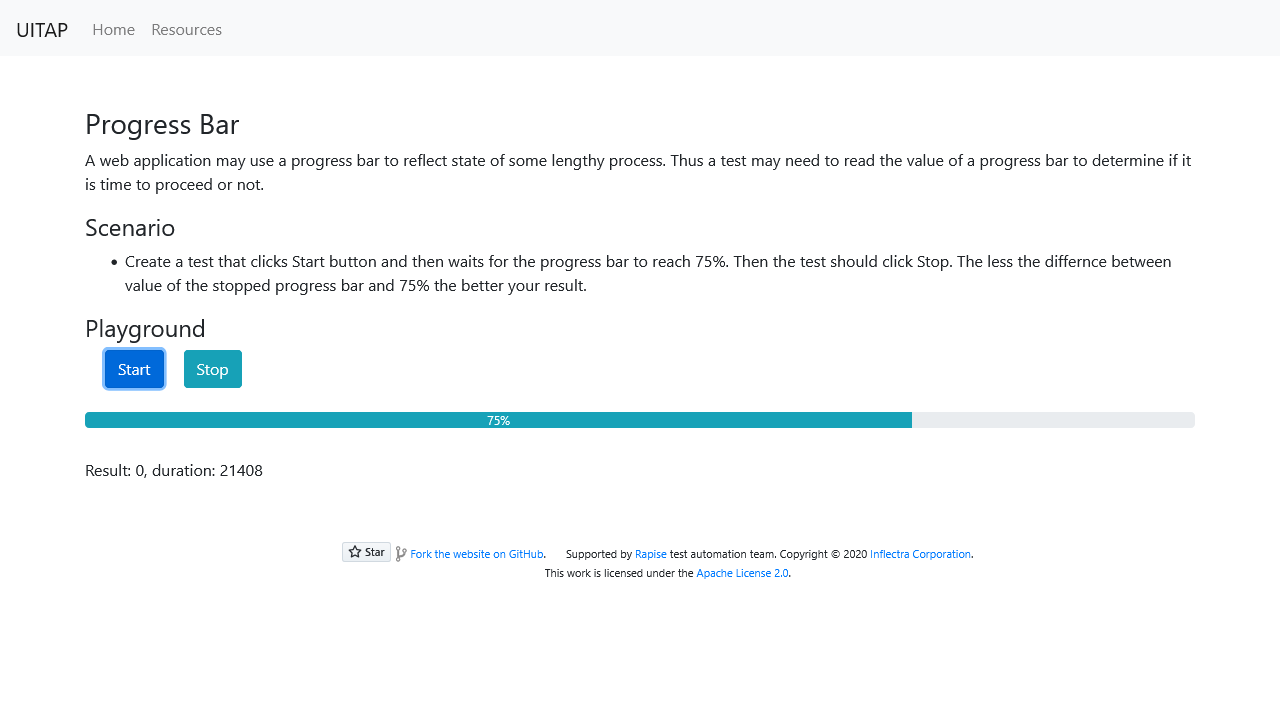 UITAP Home Resources
Progress Bar
A web application may use a progress bar to reflect state of some lengthy process. Thus a test may need to read the value of a progress bar to determine if it
is time to proceed or not.
Scenario
• Create a test that clicks Start button and then waits for the progress bar to reach 75%. Then the test should click Stop. The less the differnce between
value of the stopped progress bar and 75% the better your result.
Playground
Start Stop
75%
Result: 0, duration: 21408
Star Fork the website on GitHub. Supported by Rapise test automation team. Copyright © 2020 Inflectra Corporation.
This work is licensed under the Apache License 2.0.